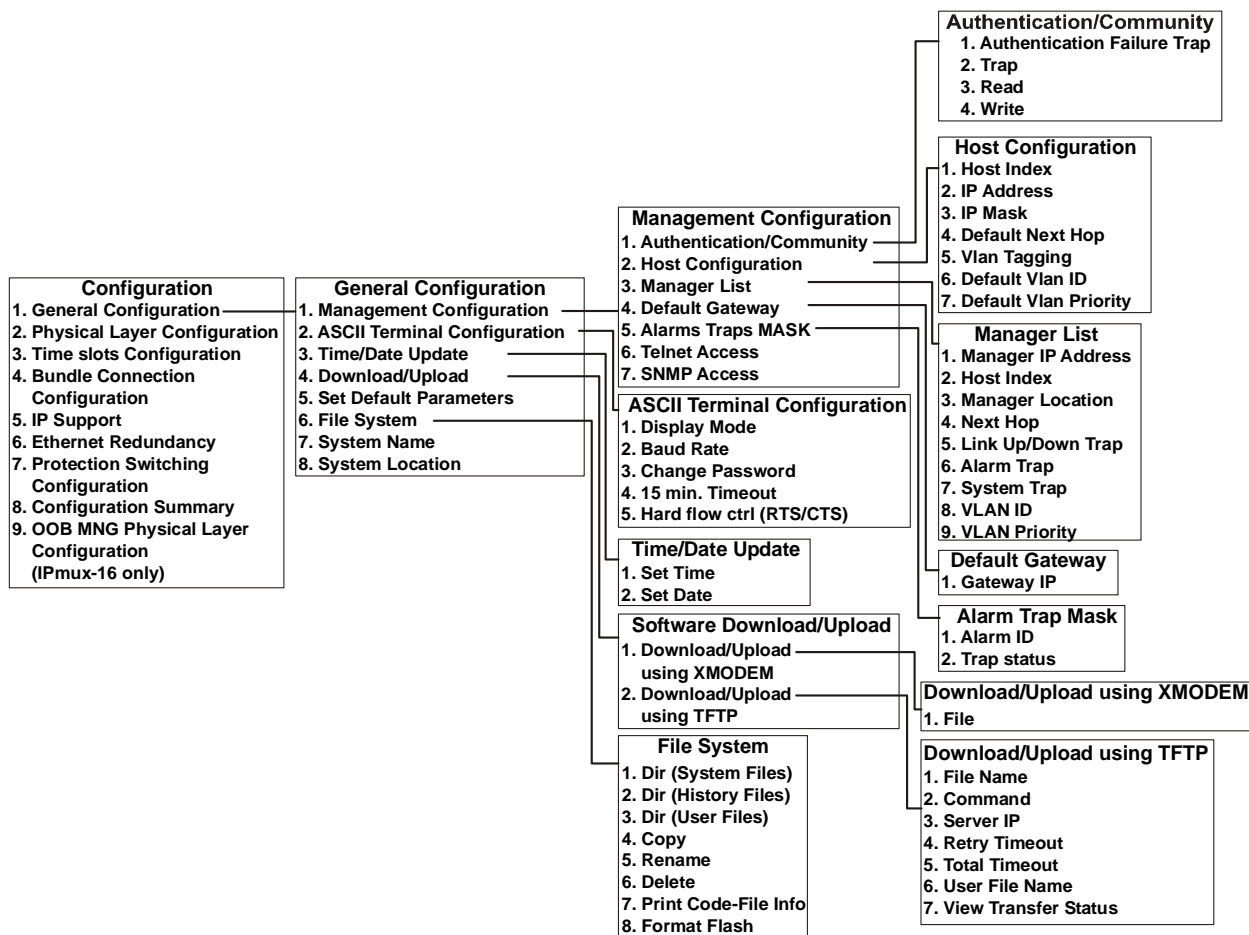 Configuration
1. General Configuration
2. Physical Layer Configuration
3. Time slots Configuration
4. Bundle Connection
Configuration
5. IP Support
6. Ethernet Redundancy
7. Protection Switching
Configuration
8. Configuration Summary
9. OOB MNG Physical Layer
Configuration
(IPmux-16 only)
General Configuration
1. Management Configuration
2. ASCII Terminal Configuration
3. Time/Date Update
4. Download/Upload
5. Set Default Parameters
6. File System
7. System Name
8. System Location
Management Configuration
1. Authentication/Community
2. Host Configuration
3. Manager List
4. Default Gateway
5. Alarms Traps MASK
6. Telnet Access
7. SNMP Access
ASCII Terminal Configuration
1. Display Mode
2. Baud Rate
3. Change Password
4. 15 min. Timeout
5. Hard flow ctrl (RTS/CTS)
Time/Date Update
1. Set Time
2. Set Date
Software Download/Upload
1. Download/Upload
using XMODEM
2. Download/Upload
using TFTP
File System
1. Dir (System Files)
2. Dir (History Files)
3. Dir (User Files)
4. Copy
5. Rename
6. Delete
7. Print Code-File Info
8. Format Flash
Authentication/Community
1. Authentication Failure Trap
2. Trap
3. Read
4. Write
Host Configuration
1. Host Index
2. IP Address
3. IP Mask
4. Default Next Hop
5. Vlan Tagging
6. Default Vlan ID
7. Default Vlan Priority
Manager List
1. Manager IP Address
2. Host Index
3. Manager Location
4. Next Hop
5. Link Up/Down Trap
6. Alarm Trap
7. System Trap
8. VLAN ID
9. VLAN Priority
Default Gateway
1. Gateway IP
Alarm Trap Mask
1. Alarm ID
2. Trap status
Download/Upload using XMODEM
1. File
Download/Upload using TFTP
1. File Name
2. Command
3. Server IP
4. Retry Timeout
5. Total Timeout
6. User File Name
7. View Transfer Status